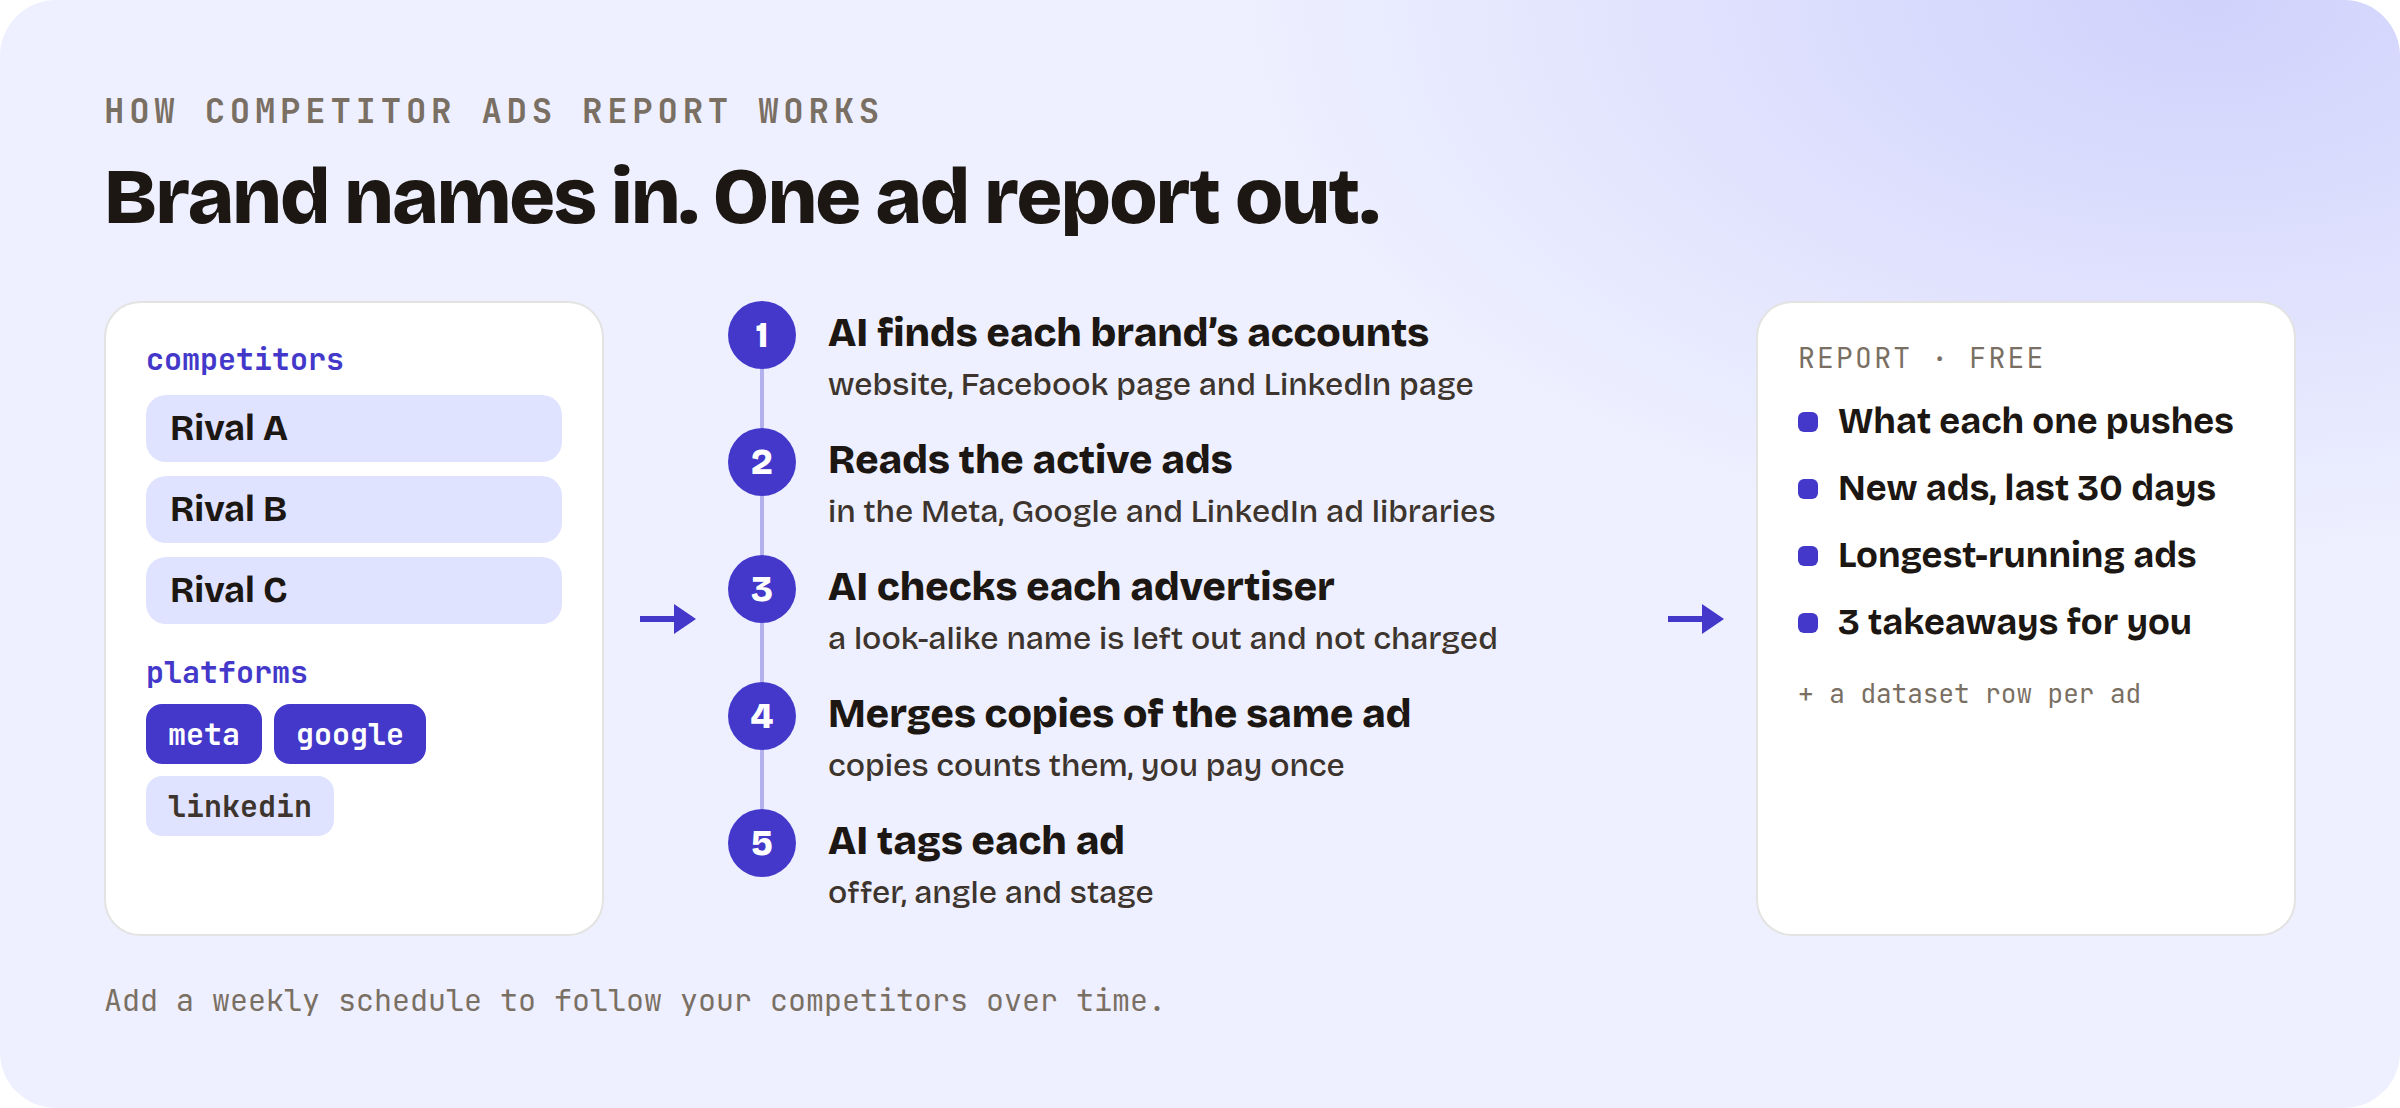 HOW COMPETITOR ADS REPORT WORKS
Brand names in. One ad report out.
competitors
Rival A
Rival B
Rival C
platforms
meta
google
linkedin
1
AI finds each brand’s accounts
website, Facebook page and LinkedIn page
2
Reads the active ads
in the Meta, Google and LinkedIn ad libraries
3
AI checks each advertiser
a look-alike name is left out and not charged
4
Merges copies of the same ad
copies counts them, you pay once
5
AI tags each ad
offer, angle and stage
REPORT · FREE
What each one pushes
New ads, last 30 days
Longest-running ads
3 takeaways for you
+ a dataset row per ad
Add a weekly schedule to follow your competitors over time.